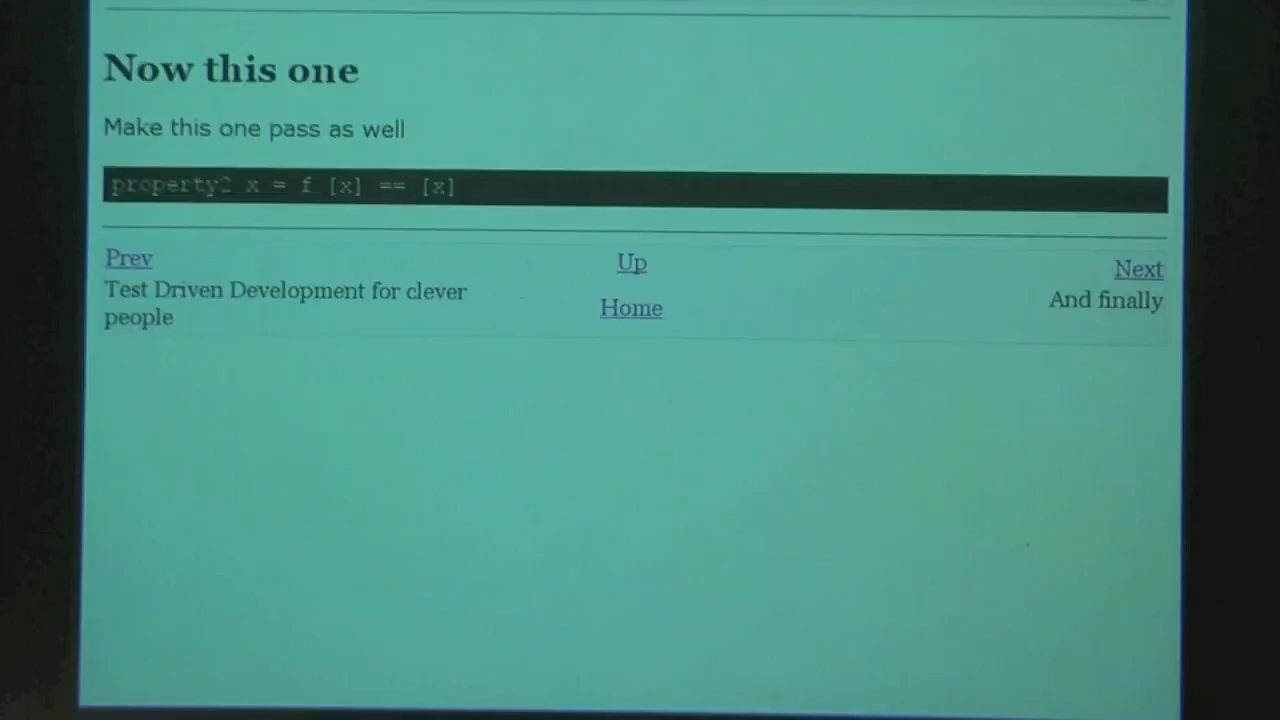 Now this one
Make this one pass as well
property2 x = f [x] == [x]
Prev
Up
Next
Test Driven Development for clever
people
Home
And finally